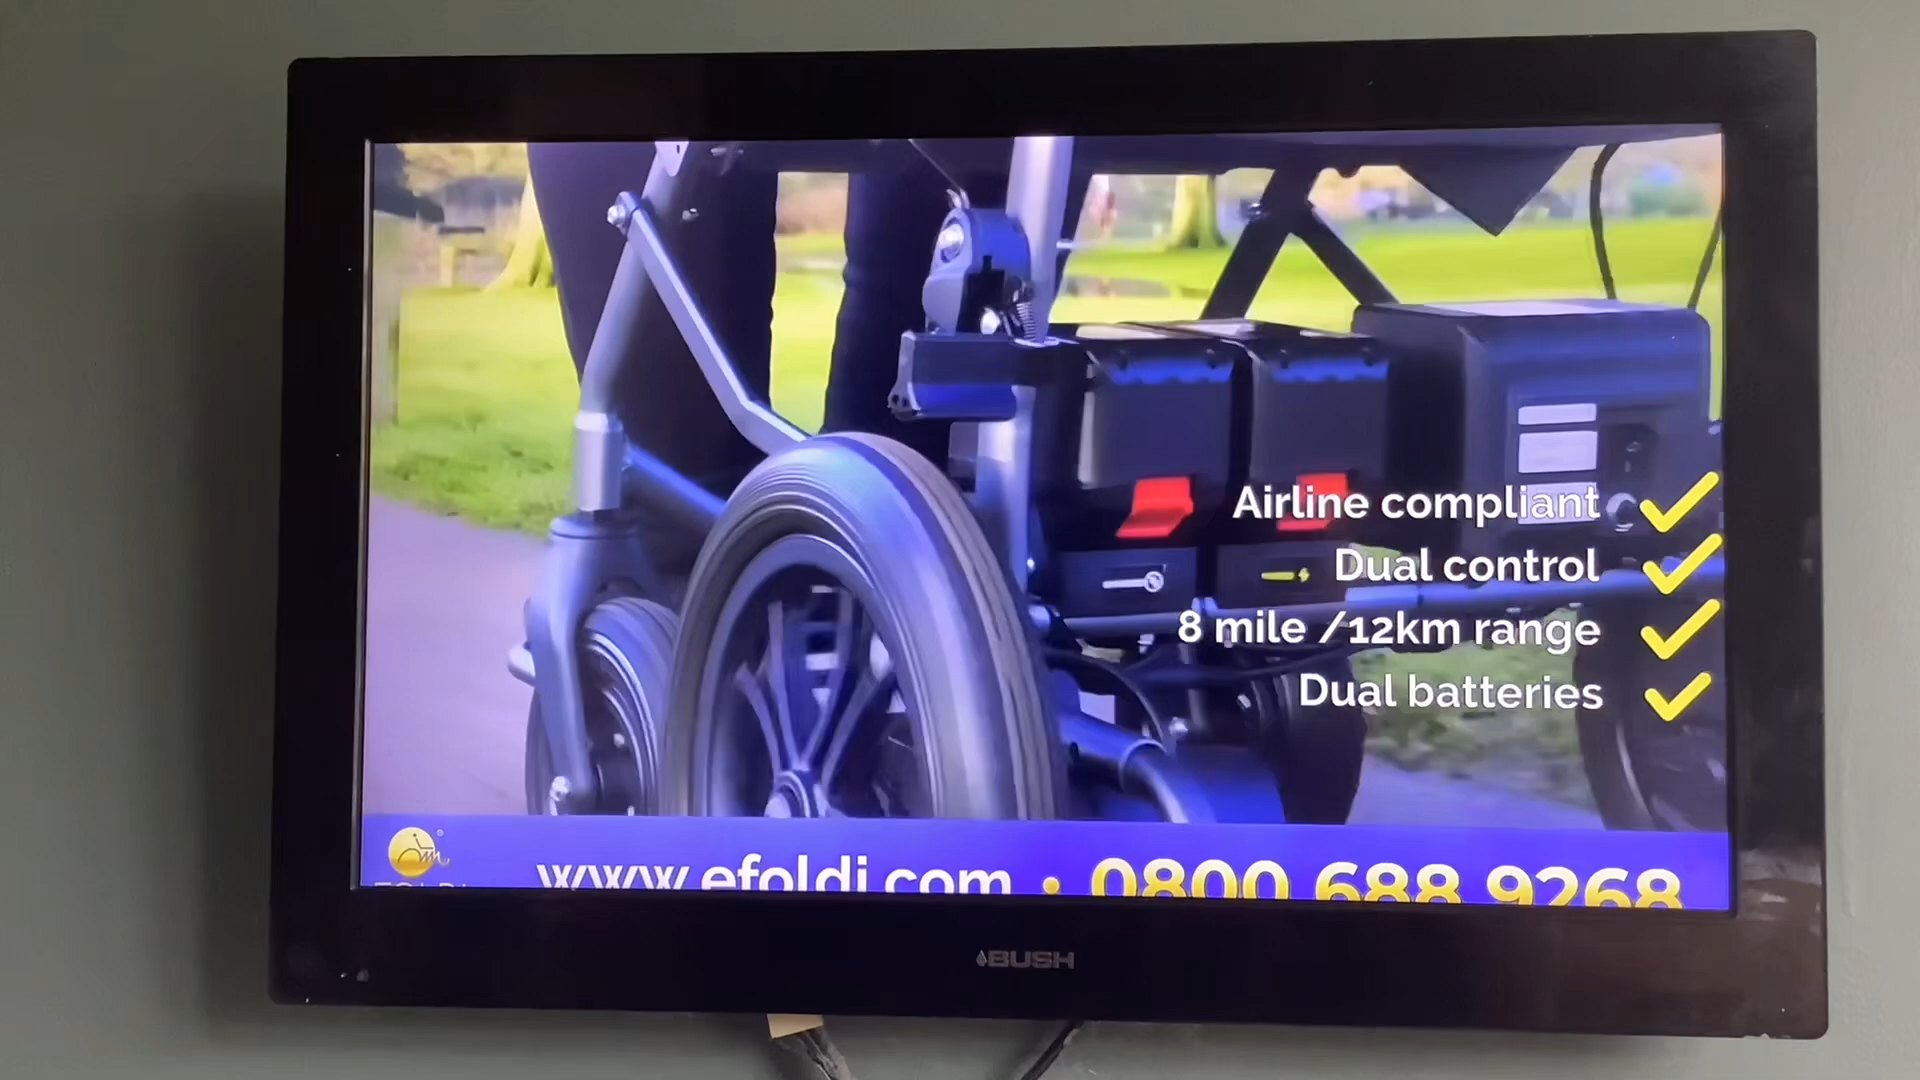 Airline compliant
Dual control
8 mile /12km range
Dual batteries
www.efoldi.com • 0800 688 9268
BUSH